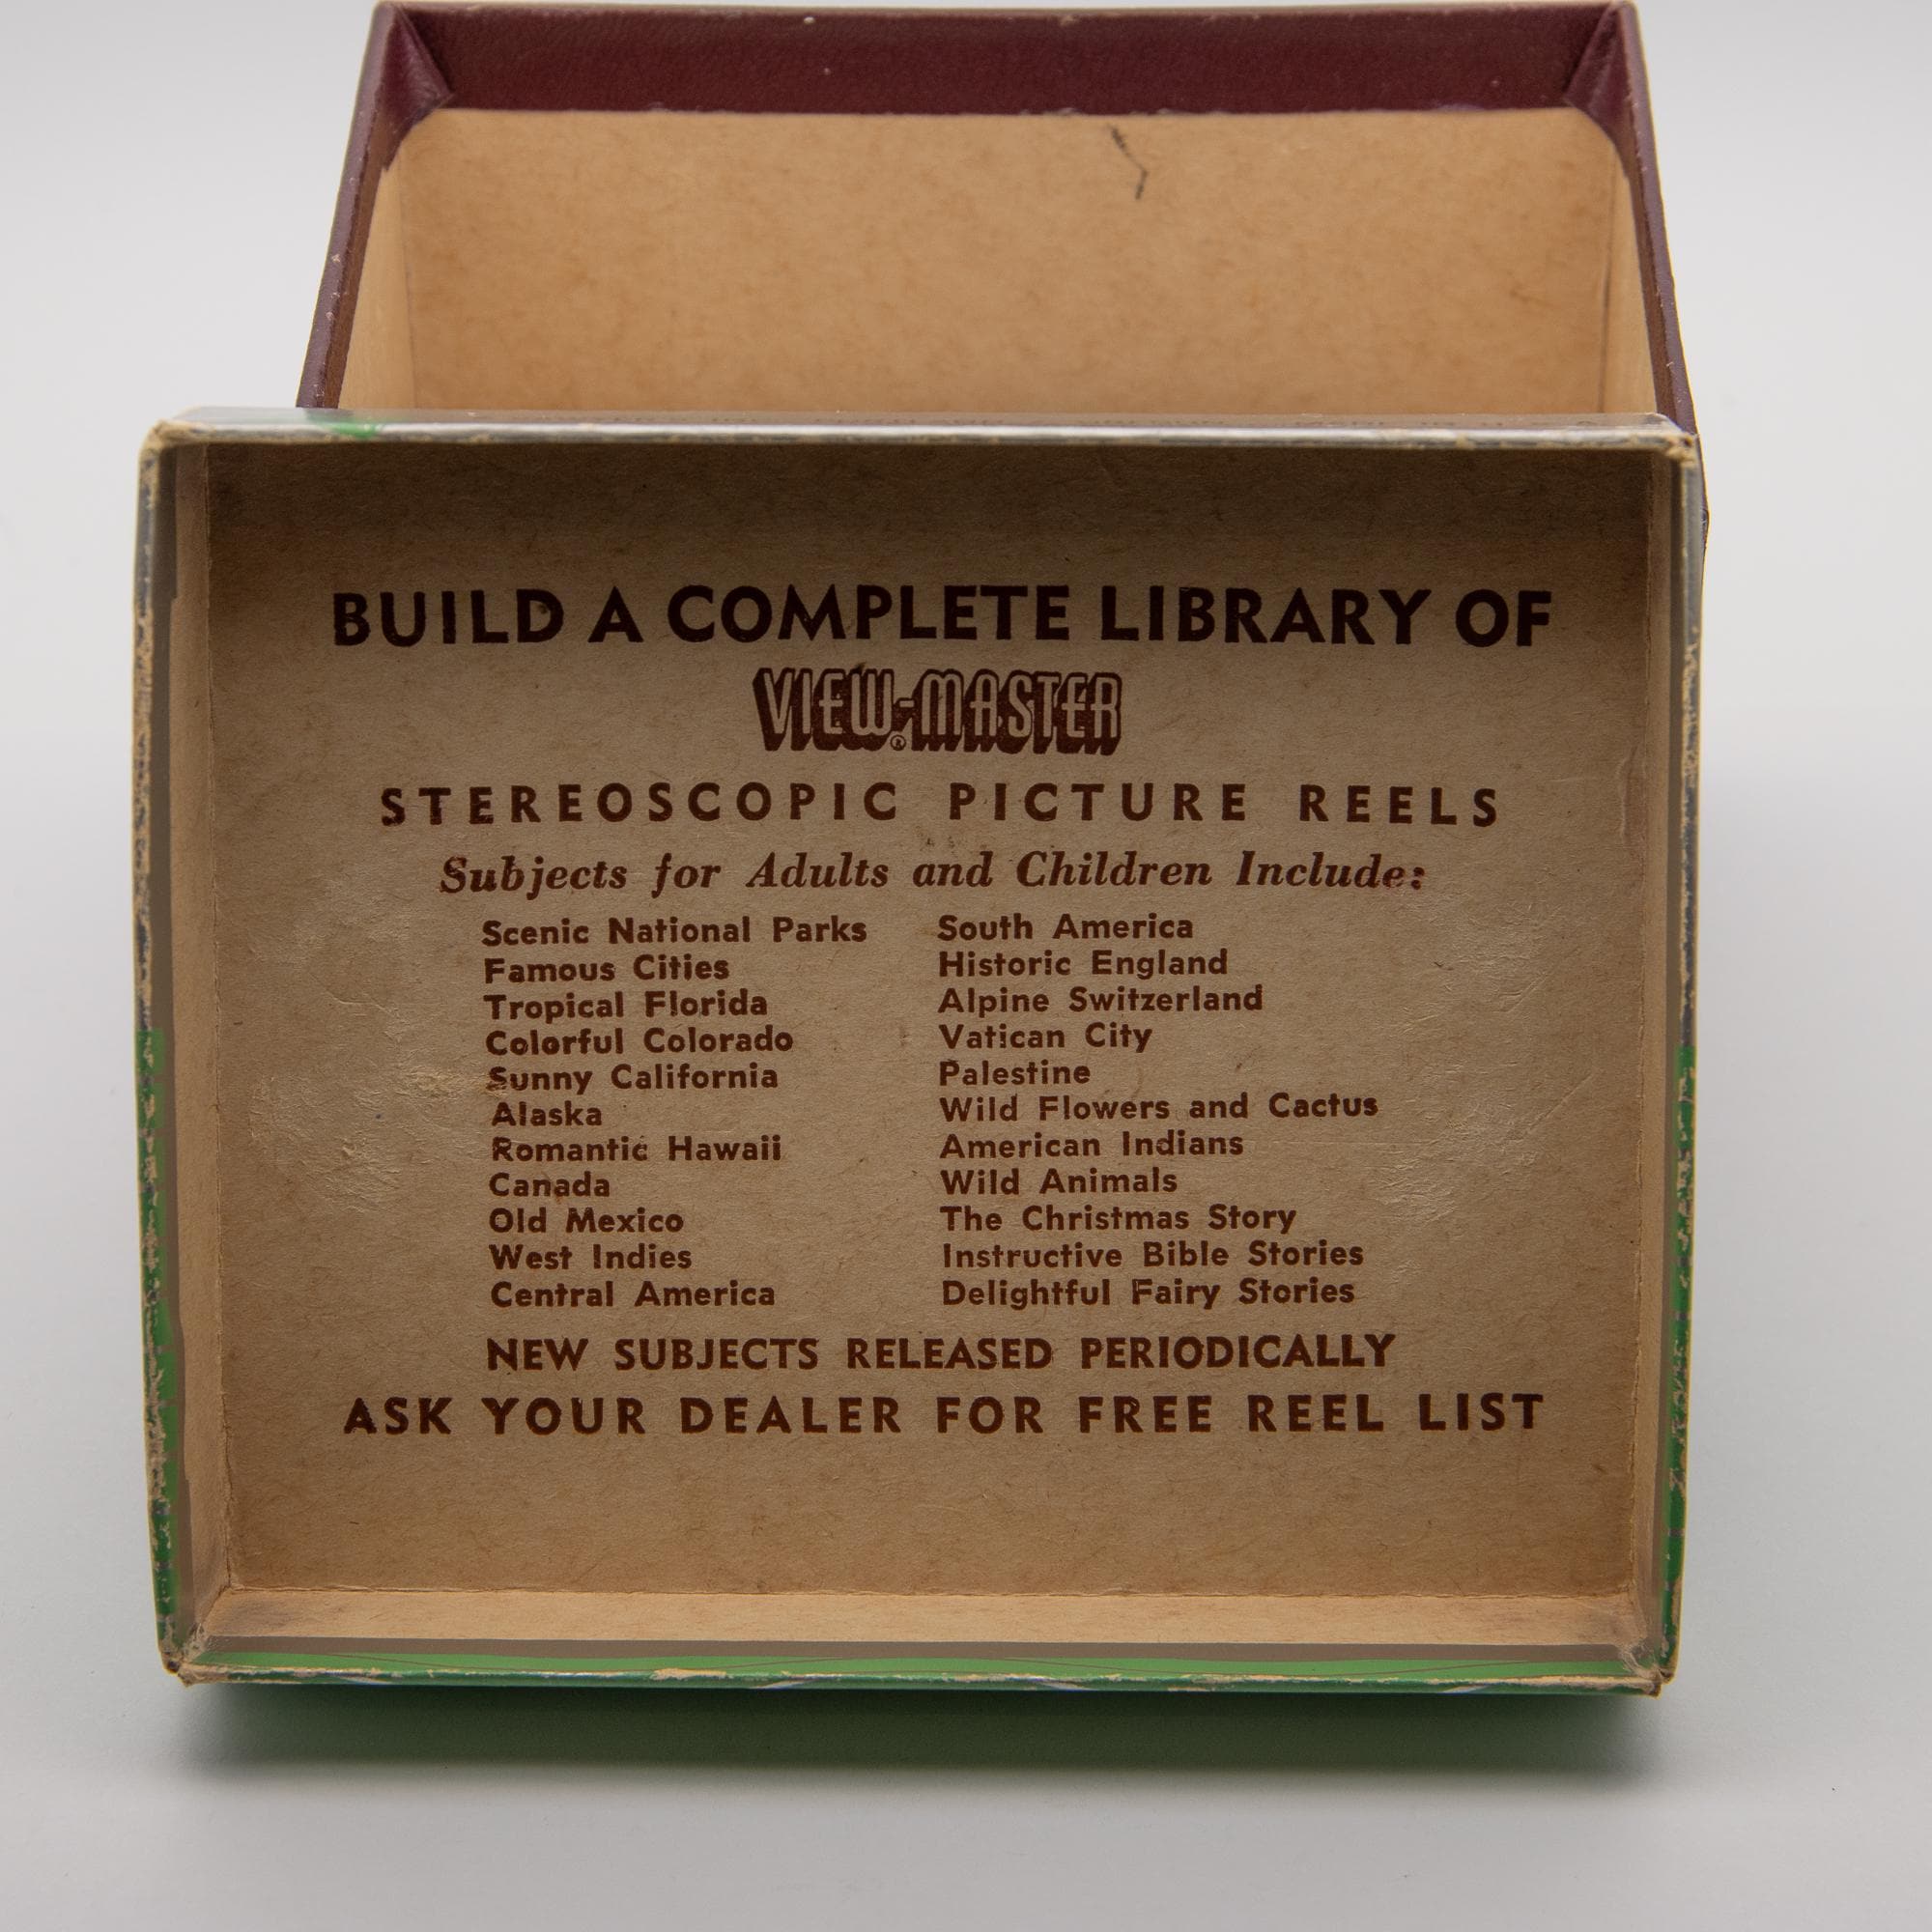 BUILD A COMPLETE LIBRARY OF
VIEW-MASTER®
STEREOSCOPIC PICTURE REELS
Subjects for Adults and Children Include:
Scenic National Parks
Famous Cities
Tropical Florida
Colorful Colorado
Sunny California
Alaska
Romantic Hawaii
Canada
Old Mexico
West Indies
Central America
South America
Historic England
Alpine Switzerland
Vatican City
Palestine
Wild Flowers and Cactus
American Indians
Wild Animals
The Christmas Story
Instructive Bible Stories
Delightful Fairy Stories
NEW SUBJECTS RELEASED PERIODICALLY
ASK YOUR DEALER FOR FREE REEL LIST